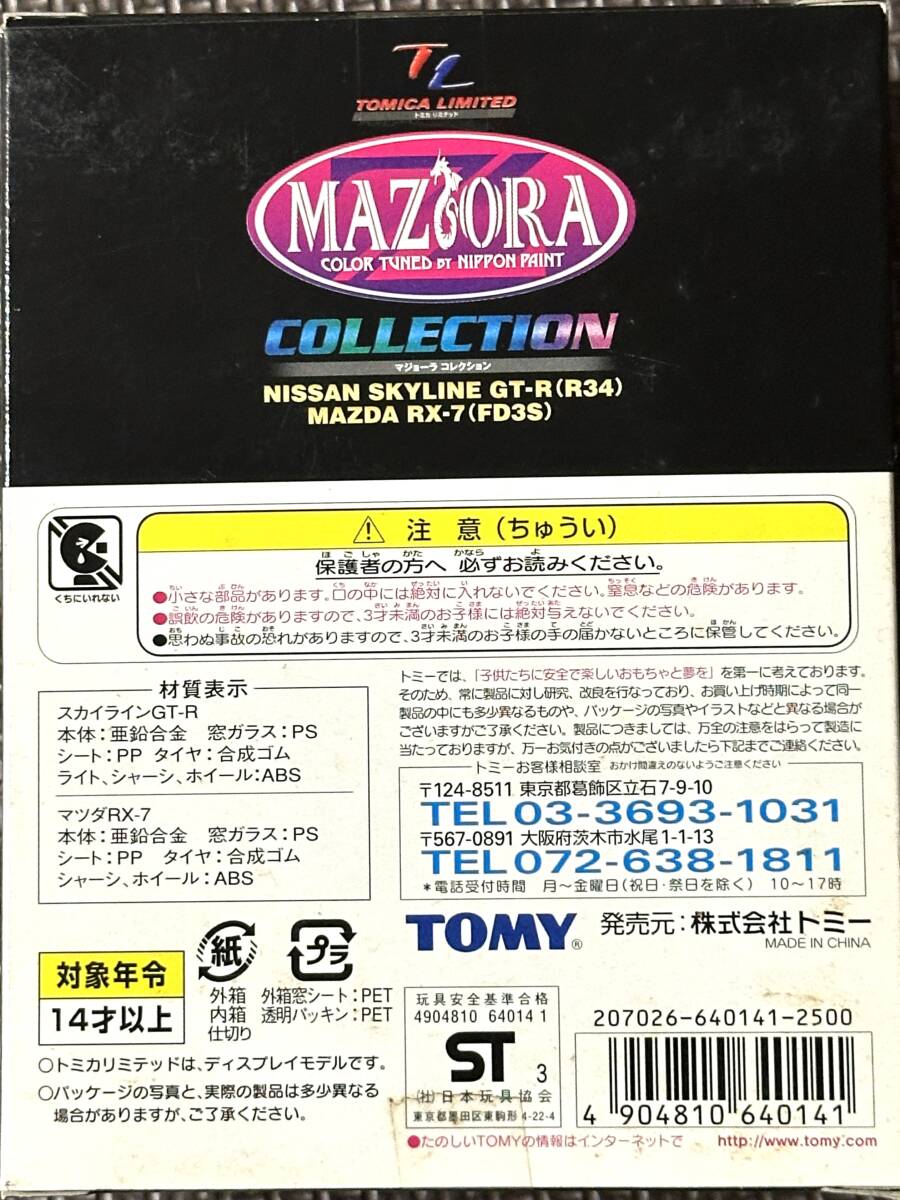 TL
TOMICA LIMITED
トミカ リミテッド
MAZIORA
COLOR TUNED BY NIPPON PAINT
COLLECTION
マジョーラ コレクション
NISSAN SKYLINE GT-R(R34)
MAZDA RX-7(FD3S)
注意(ちゅうい)
くちにいれない
保護者の方へ 必ずお読みください。
●小さな部品があります。口の中には絶対に入れないでください。窒息などの危険があります。
●誤飲の危険がありますので、3才未満のお子様には絶対与えないでください。
●思わぬ事故の恐れがありますので、3才未満のお子様の手の届かないところに保管してください。
材質表示
スカイラインGT-R
本体:亜鉛合金 窓ガラス:PS
シート:PP タイヤ:合成ゴム
ライト、シャーシ、ホイール:ABS
マツダRX-7
本体:亜鉛合金 窓ガラス:PS
シート:PP タイヤ:合成ゴム
シャーシ、ホイール:ABS
トミーでは、「子供たちに安全で楽しいおもちゃと夢を」を第一に考えております。
そのため、常に製品に対し研究、改良を行なっており、お買い上げ時期によって同一
製品の中にも多少異なるものや、パッケージの写真やイラストなどと異なる場合が
ございますがご了承ください。製品につきましては、万全の注意をはらって製造に
当たっておりますが、万一お気付きの点がございましたら下記までご連絡ください。
トミーお客様相談室 おかけ間違えのないようご注意ください
〒124-8511 東京都葛飾区立石7-9-10
TEL03-3693-1031
〒567-0891 大阪府茨木市水尾1-1-13
TEL072-638-1811
*電話受付時間 月〜金曜日(祝日・祭日を除く) 10〜17時
TOMY® 発売元:株式会社トミー
MADE IN CHINA
対象年令
14才以上
紙
外箱
内箱
仕切り
プラ
外箱窓シート:PET
透明パッキン:PET
○トミカリミテッドは、ディスプレイモデルです。
○パッケージの写真と、実際の製品は多少異なる
場合がありますが、ご了承ください。
玩具安全基準合格
4904810 64014 1
ST 3
(社)日本玩具協会
東京都墨田区東駒形4-22-4
207026-640141-2500
4 904810 640141
●たのしいTOMYの情報はインターネットで http://www.tomy.com/